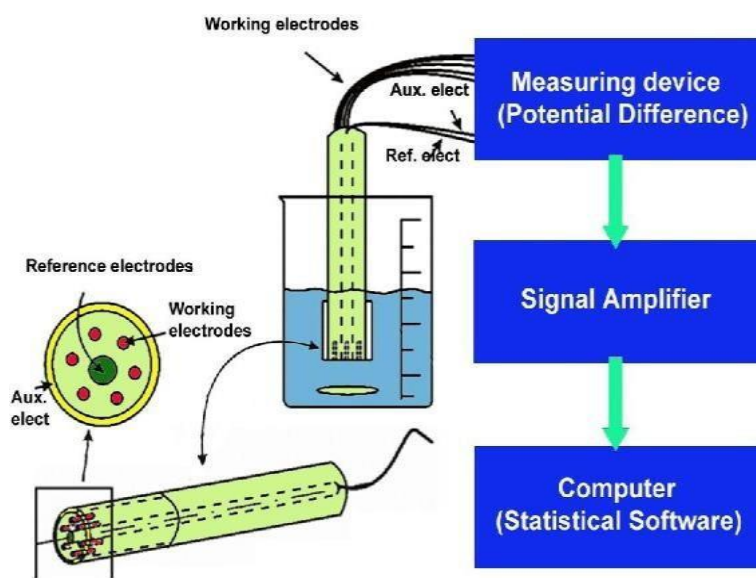 Working electrodes
Aux. elect
Ref. elect
Measuring device
(Potential Difference)
Signal Amplifier
Computer
(Statistical Software)
Reference electrodes
Working
electrodes
Aux.
elect